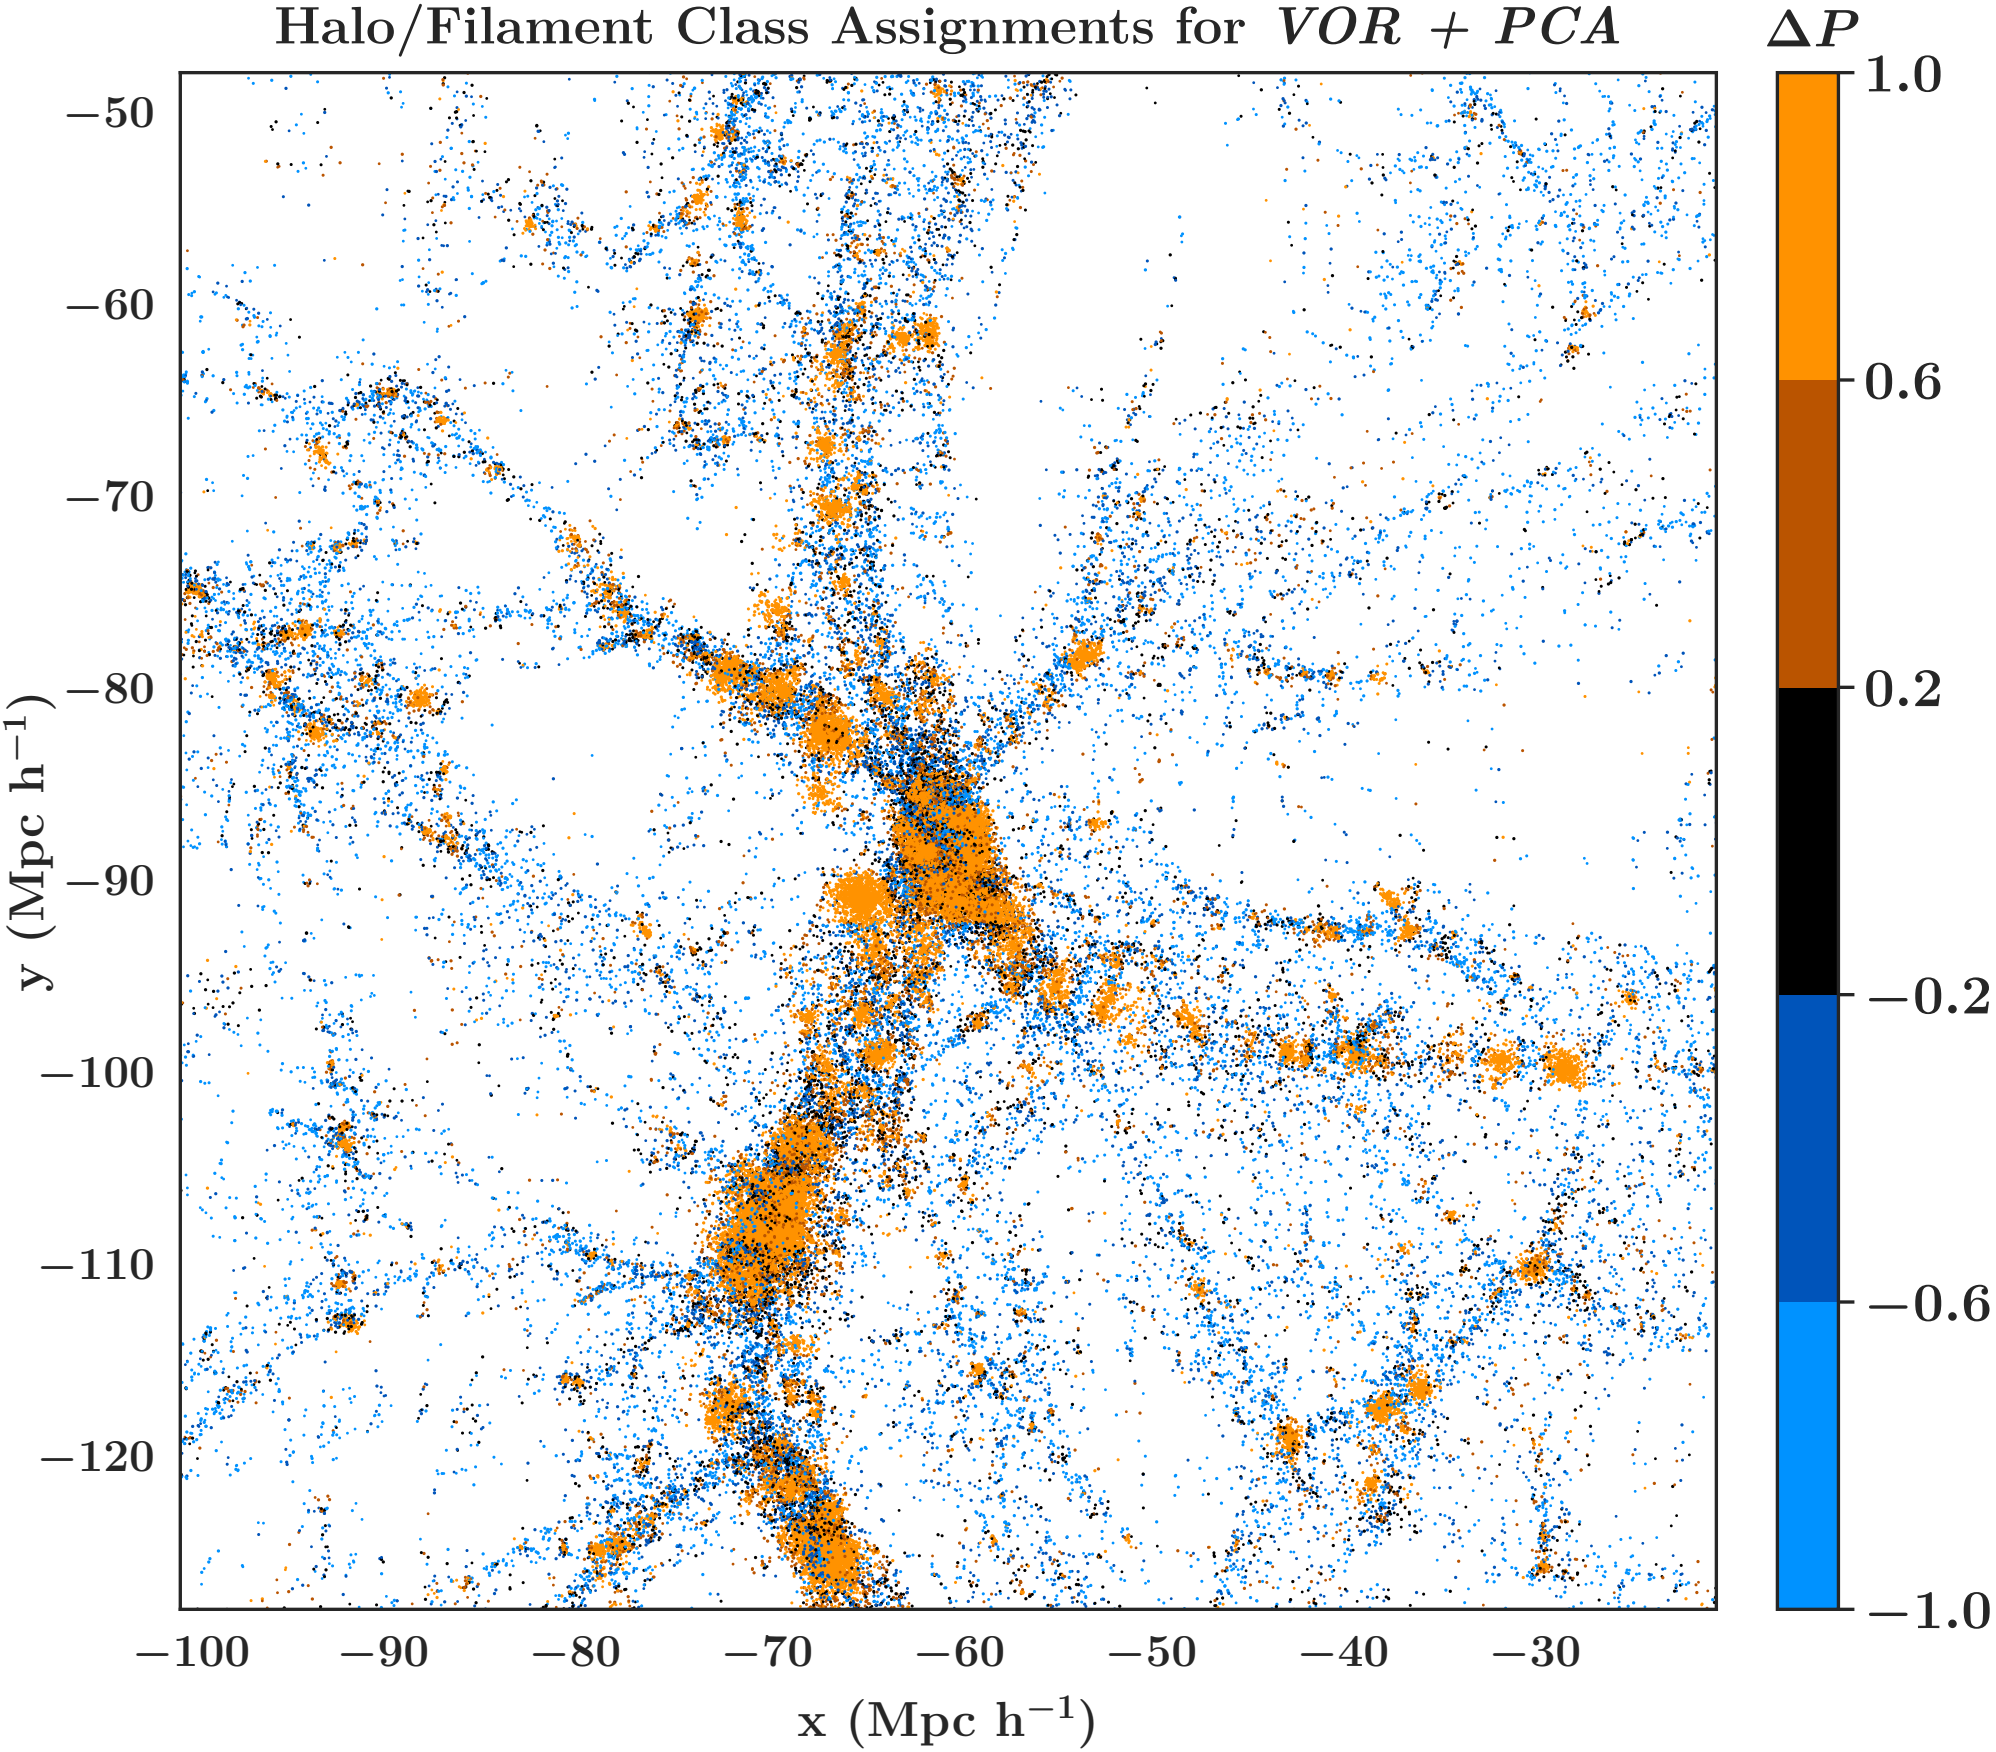 Halo/Filament Class Assignments for VOR + PCA
ΔP
1.0
0.6
0.2
−0.2
−0.6
−1.0
y (Mpc h⁻¹)
−50
−60
−70
−80
−90
−100
−110
−120
−100 −90 −80 −70 −60 −50 −40 −30
x (Mpc h⁻¹)